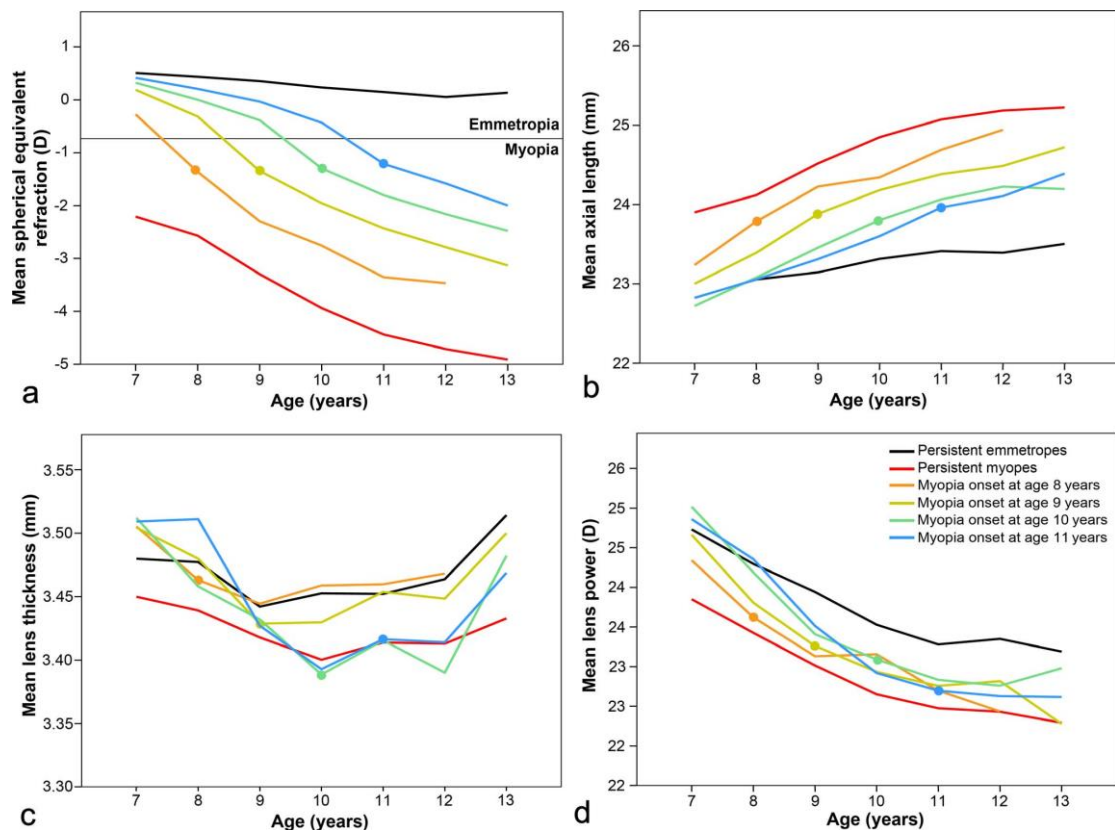 1
0
-1
-2
-3
-4
-5
Mean spherical equivalent
refraction (D)
Emmetropia
Myopia
7 8 9 10 11 12 13
Age (years)
a
26
25
24
23
22
Mean axial length (mm)
7 8 9 10 11 12 13
Age (years)
b
3.55
3.50
3.45
3.40
3.35
3.30
Mean lens thickness (mm)
7 8 9 10 11 12 13
Age (years)
c
26
25
25
24
24
23
23
22
22
Mean lens power (D)
Persistent emmetropes
Persistent myopes
Myopia onset at age 8 years
Myopia onset at age 9 years
Myopia onset at age 10 years
Myopia onset at age 11 years
7 8 9 10 11 12 13
Age (years)
d